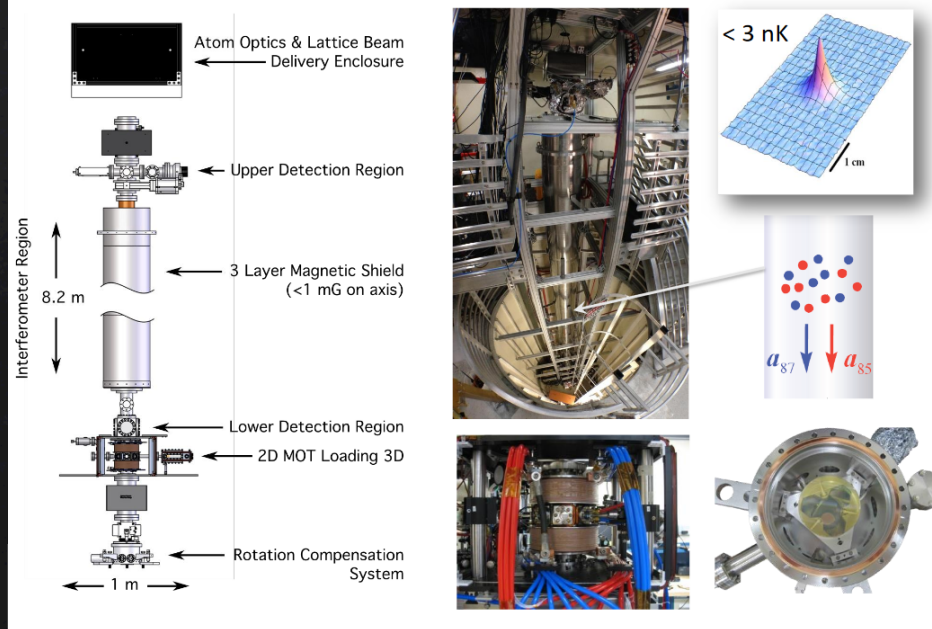 Atom Optics & Lattice Beam
Delivery Enclosure
Upper Detection Region
Interferometer Region
8.2 m
3 Layer Magnetic Shield
(<1 mG on axis)
Lower Detection Region
2D MOT Loading 3D
Rotation Compensation
System
1 m
< 3 nK
1 cm
a87
a85